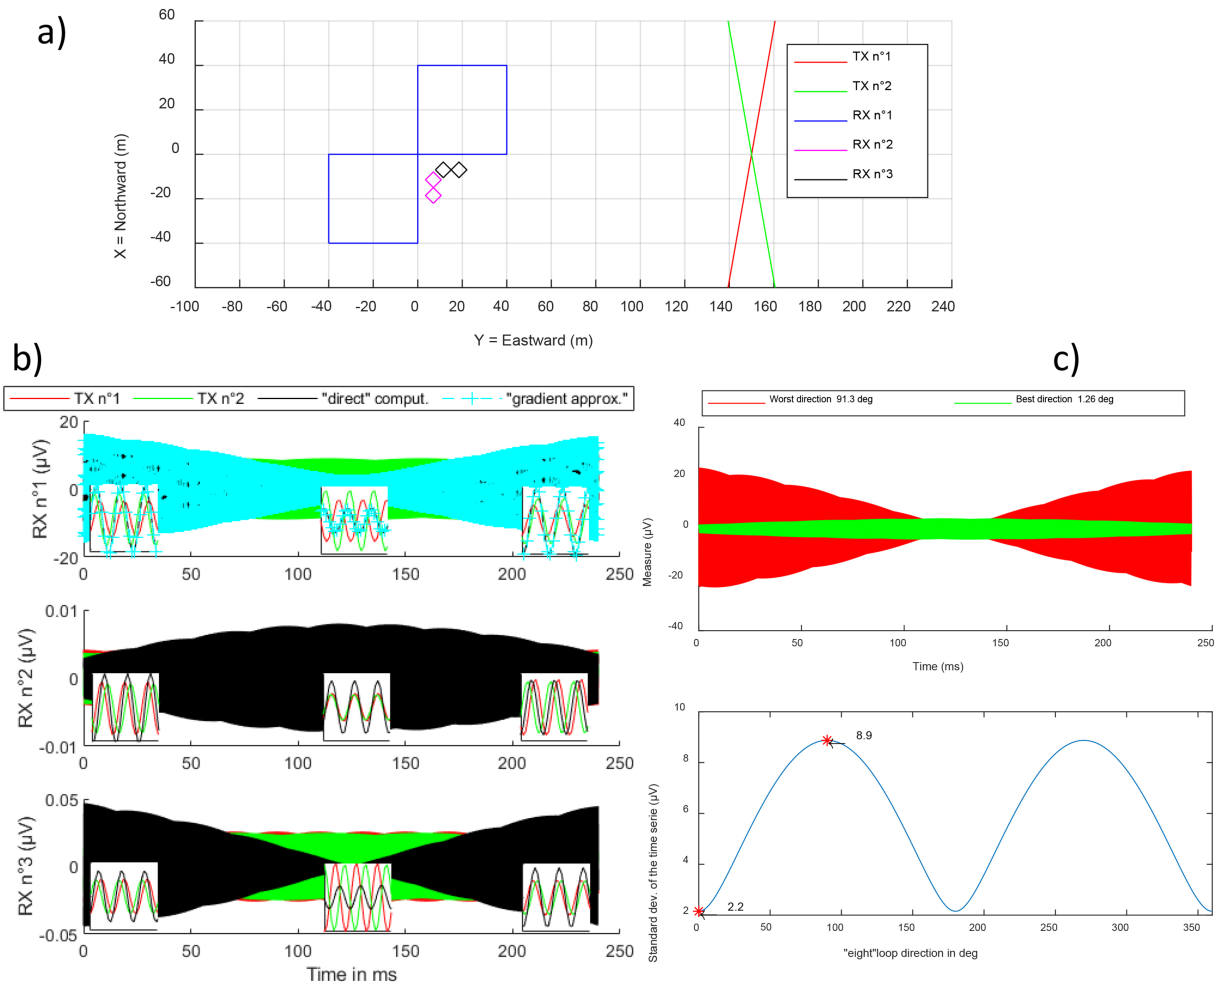 a)
60
40
20
0
-20
-40
-60
X = Northward (m)
-100 -80 -60 -40 -20 0 20 40 60 80 100 120 140 160 180 200 220 240
Y = Eastward (m)
TX n°1
TX n°2
RX n°1
RX n°2
RX n°3
b)
TX n°1 TX n°2 "direct" comput. "gradient approx."
20
0
-20
RX n°1 (µV)
0 50 100 150 200 250
0.01
0
-0.01
RX n°2 (µV)
0 50 100 150 200 250
0.05
0
-0.05
RX n°3 (µV)
0 50 100 150 200 250
Time in ms
c)
Worst direction 91.3 deg Best direction 1.26 deg
40
20
0
-20
-40
Measure (µV)
0 50 100 150 200 250
Time (ms)
10
8
6
4
2
Standard dev. of the time serie (µV)
8.9
2.2
0 50 100 150 200 250 300 350
"eight"loop direction in deg